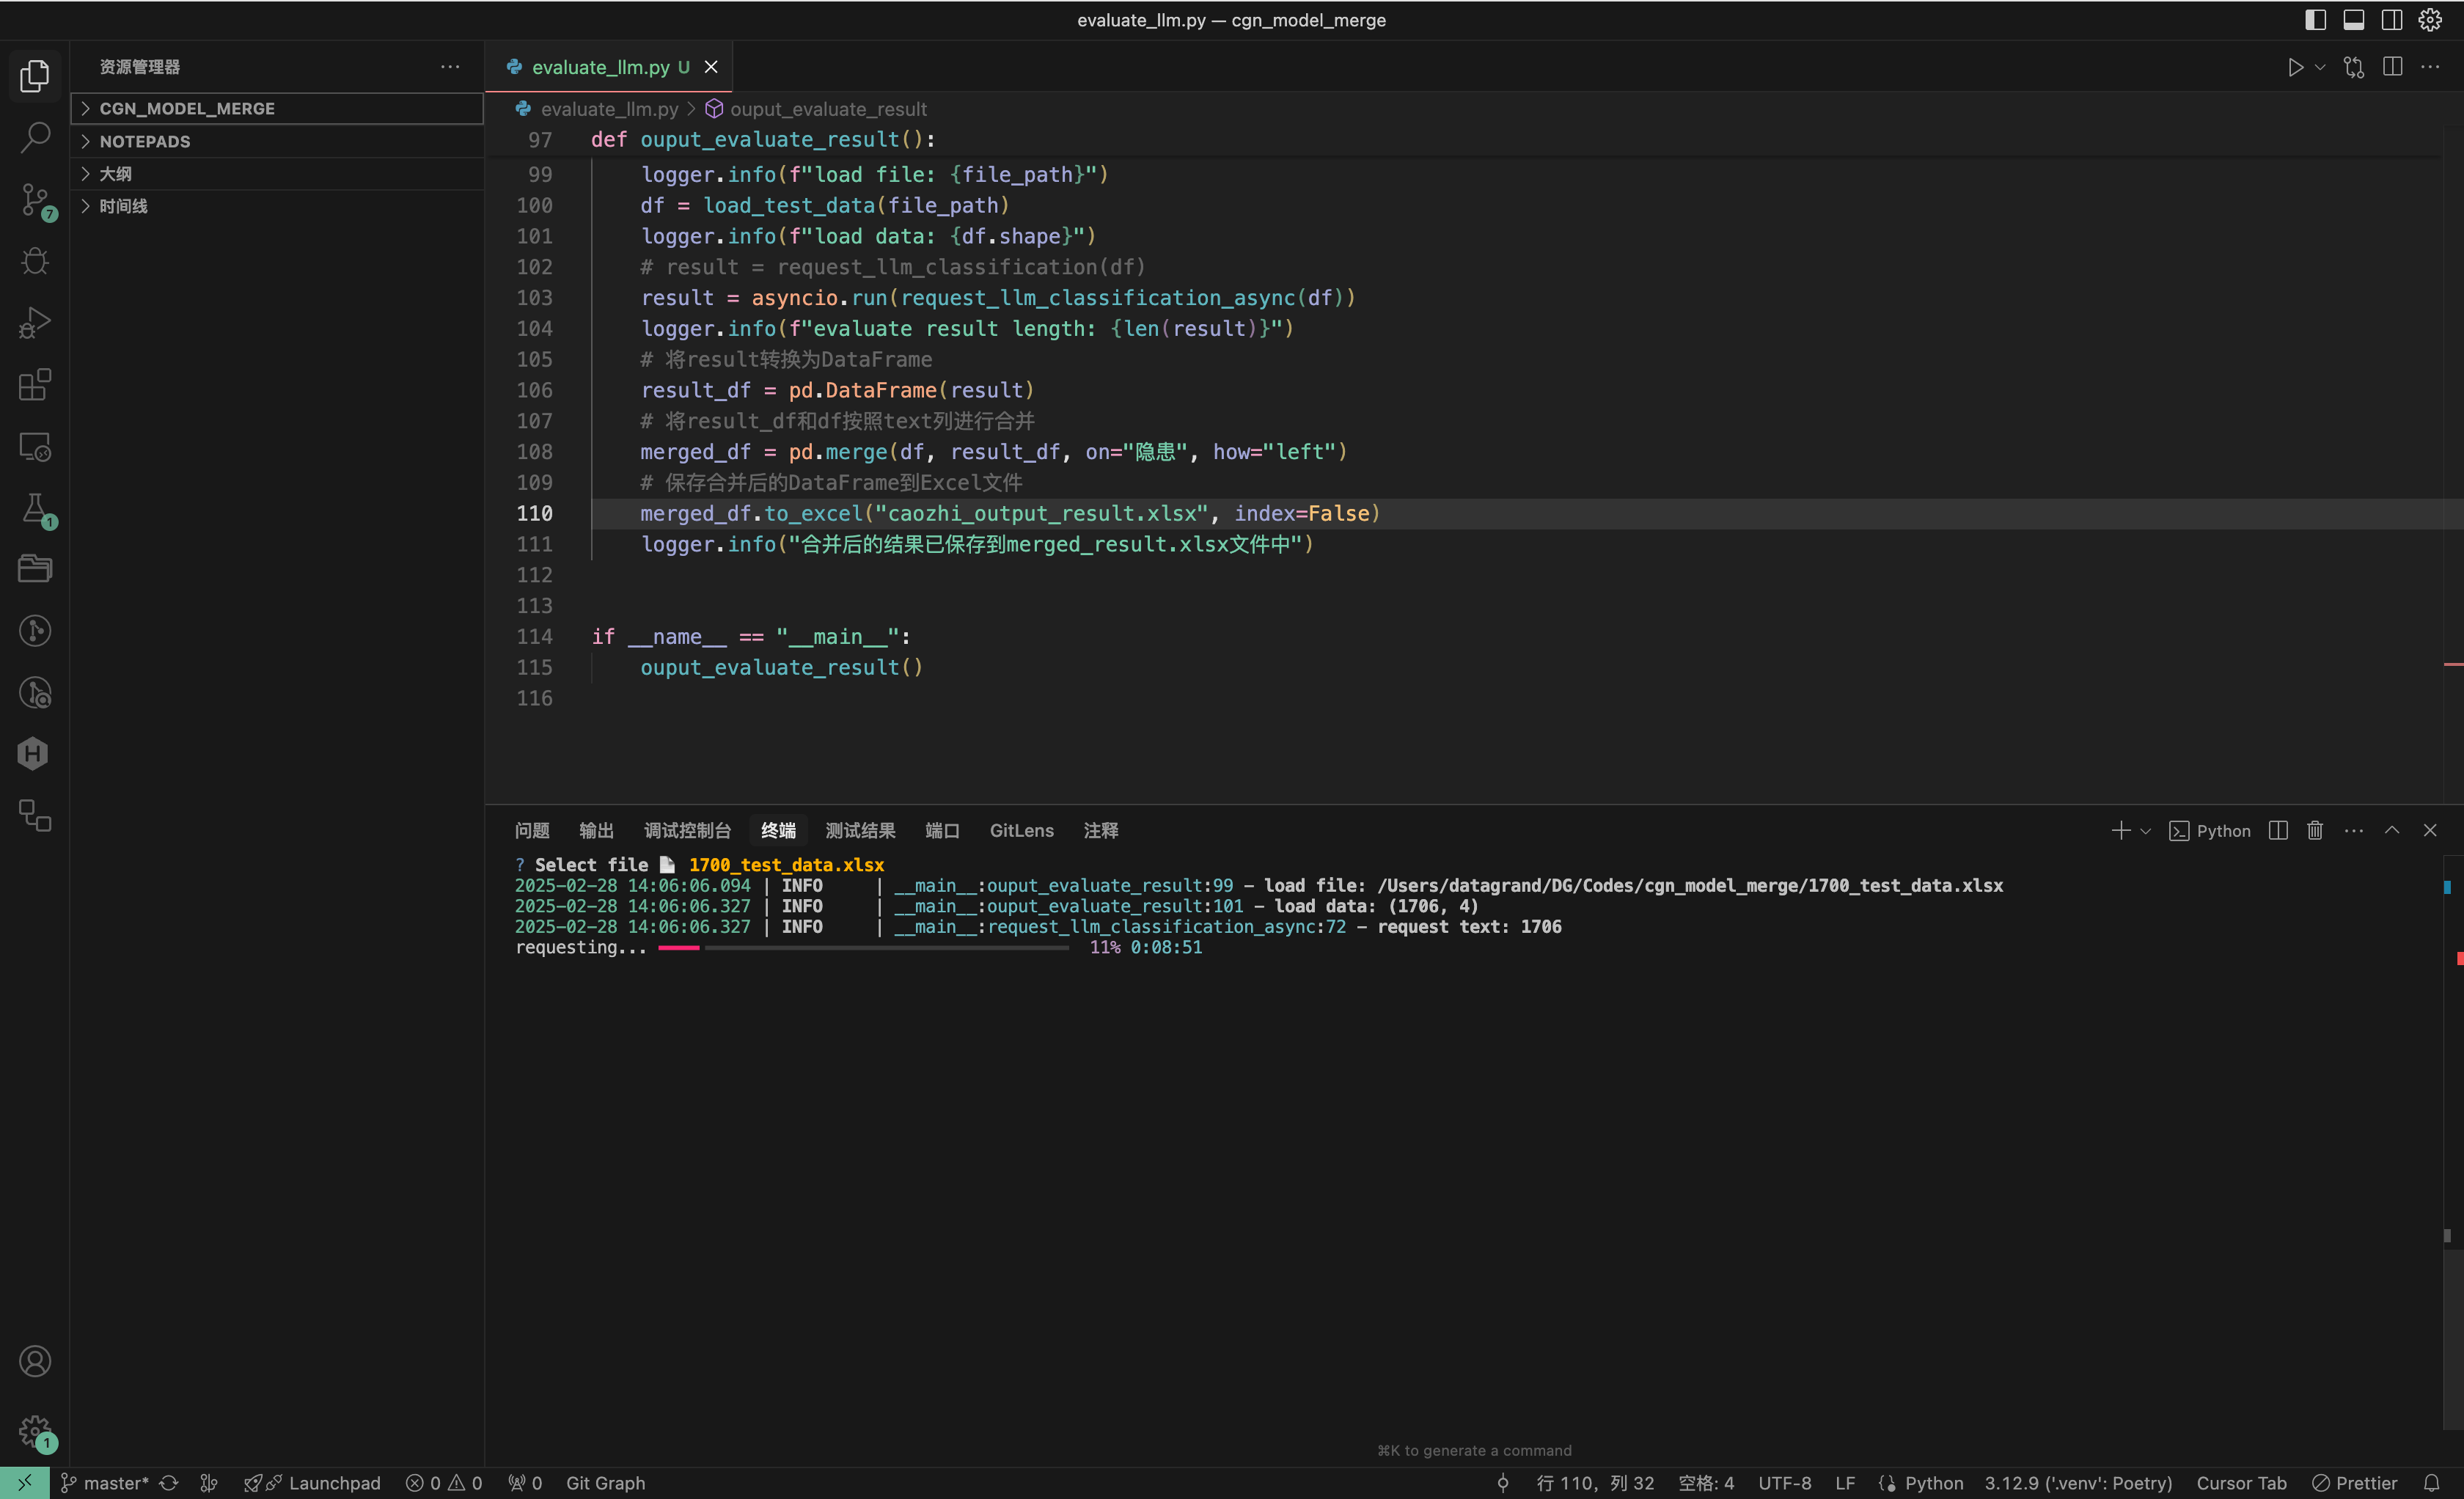 evaluate_llm.py — cgn_model_merge
资源管理器
CGN_MODEL_MERGE
NOTEPADS
大纲
时间线
7
1
1
evaluate_llm.py U
evaluate_llm.py > ouput_evaluate_result
97 def ouput_evaluate_result():
99 logger.info(f"load file: {file_path}")
100 df = load_test_data(file_path)
101 logger.info(f"load data: {df.shape}")
102 # result = request_llm_classification(df)
103 result = asyncio.run(request_llm_classification_async(df))
104 logger.info(f"evaluate result length: {len(result)}")
105 # 将result转换为DataFrame
106 result_df = pd.DataFrame(result)
107 # 将result_df和df按照text列进行合并
108 merged_df = pd.merge(df, result_df, on="隐患", how="left")
109 # 保存合并后的DataFrame到Excel文件
110 merged_df.to_excel("caozhi_output_result.xlsx", index=False)
111 logger.info("合并后的结果已保存到merged_result.xlsx文件中")
112
113
114 if __name__ == "__main__":
115 ouput_evaluate_result()
116
问题 输出 调试控制台 终端 测试结果 端口 GitLens 注释
Python
? Select file 1700_test_data.xlsx
2025-02-28 14:06:06.094 | INFO | __main__:ouput_evaluate_result:99 - load file: /Users/datagrand/DG/Codes/cgn_model_merge/1700_test_data.xlsx
2025-02-28 14:06:06.327 | INFO | __main__:ouput_evaluate_result:101 - load data: (1706, 4)
2025-02-28 14:06:06.327 | INFO | __main__:request_llm_classification_async:72 - request text: 1706
requesting... 11% 0:08:51
⌘K to generate a command
master* Launchpad 0 0 0 Git Graph 行 110, 列 32 空格: 4 UTF-8 LF Python 3.12.9 ('.venv': Poetry) Cursor Tab Prettier